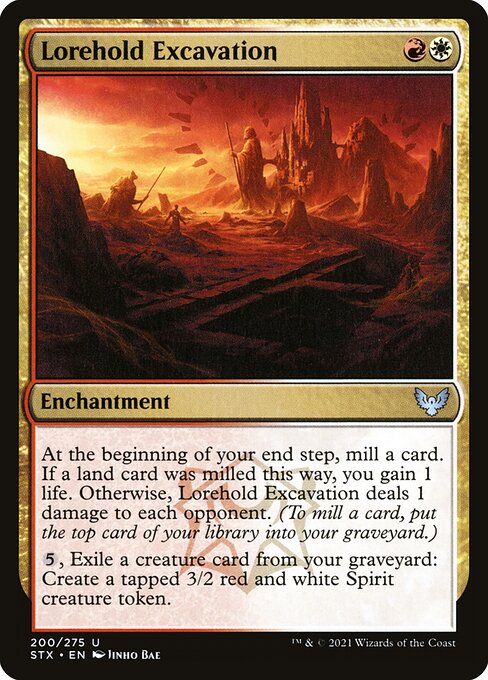 Lorehold Excavation
Enchantment
At the beginning of your end step, mill a card.
If a land card was milled this way, you gain 1
life. Otherwise, Lorehold Excavation deals 1
damage to each opponent. (To mill a card, put
the top card of your library into your graveyard.)
5, Exile a creature card from your graveyard:
Create a tapped 3/2 red and white Spirit
creature token.
200/275 U
STX • EN Jinho Bae
™ & © 2021 Wizards of the Coast